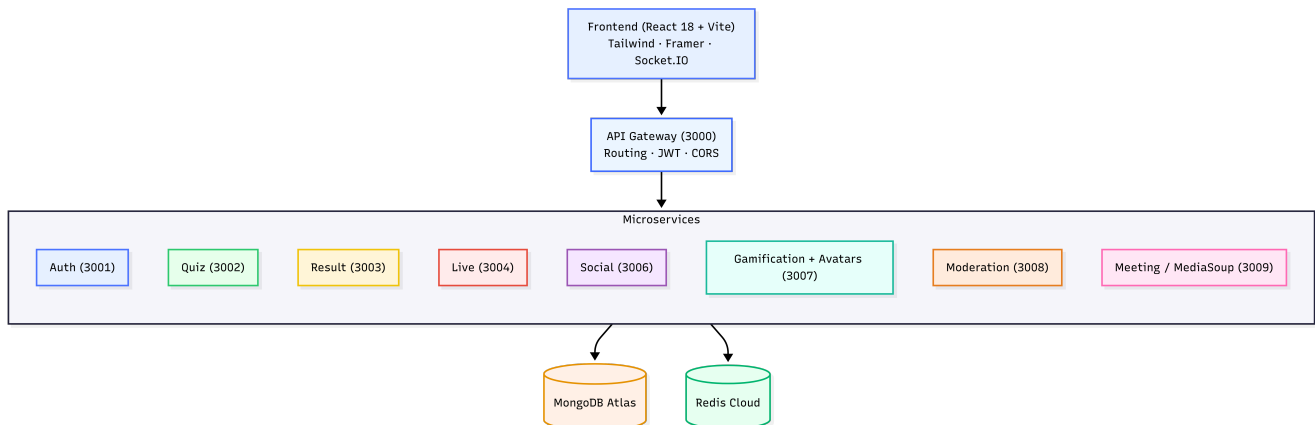 Frontend (React 18 + Vite)
Tailwind · Framer ·
Socket.IO
API Gateway (3000)
Routing · JWT · CORS
Microservices
Auth (3001)
Quiz (3002)
Result (3003)
Live (3004)
Social (3006)
Gamification + Avatars
(3007)
Moderation (3008)
Meeting / MediaSoup (3009)
MongoDB Atlas
Redis Cloud